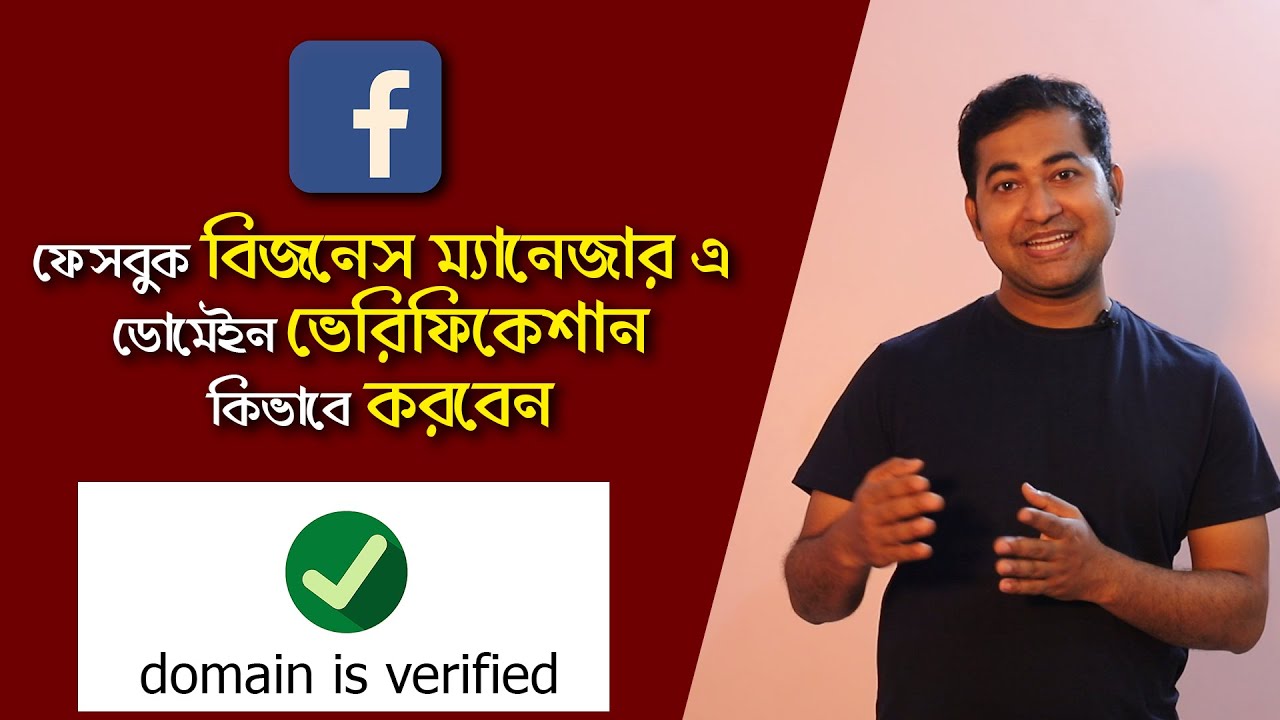 f
ফেসবুক বিজনেস ম্যানেজার এ
ডোমেইন ভেরিফিকেশান
কিভাবে করবেন
domain is verified